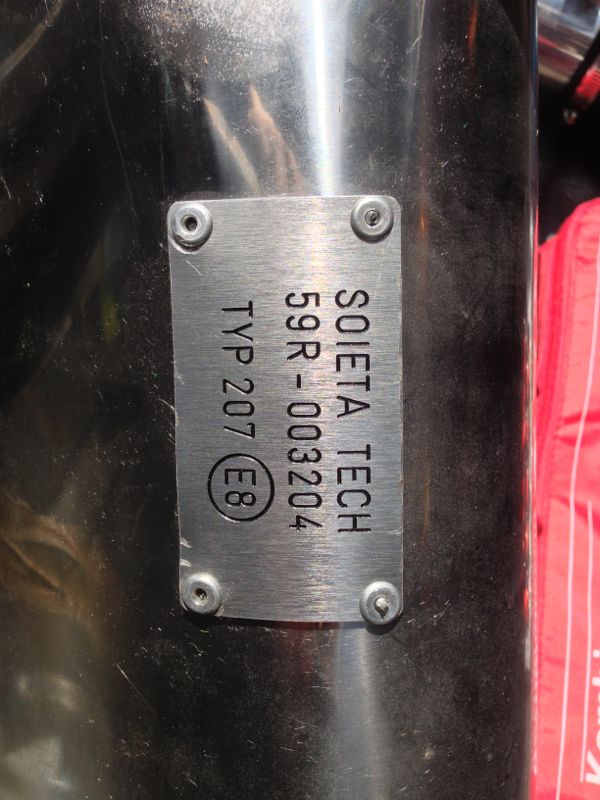 SOIETA TECH
59R-003204
TYP 207 E8